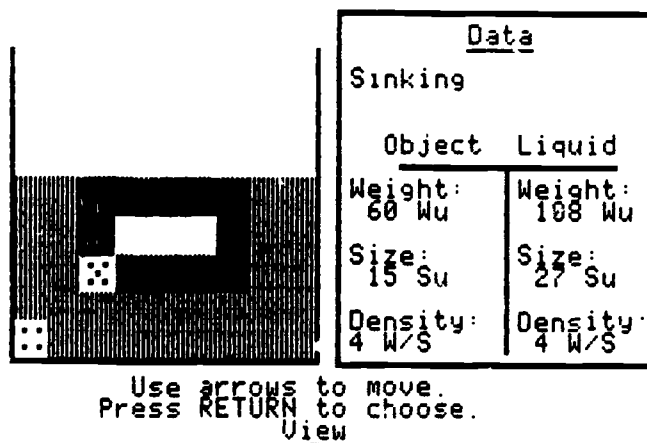 Data
Sinking
Object Liquid
Weight: Weight:
60 Wu 108 Wu
Size: Size:
15 Su 27 Su
Density: Density:
4 W/S 4 W/S
Use arrows to move.
Press RETURN to choose.
View